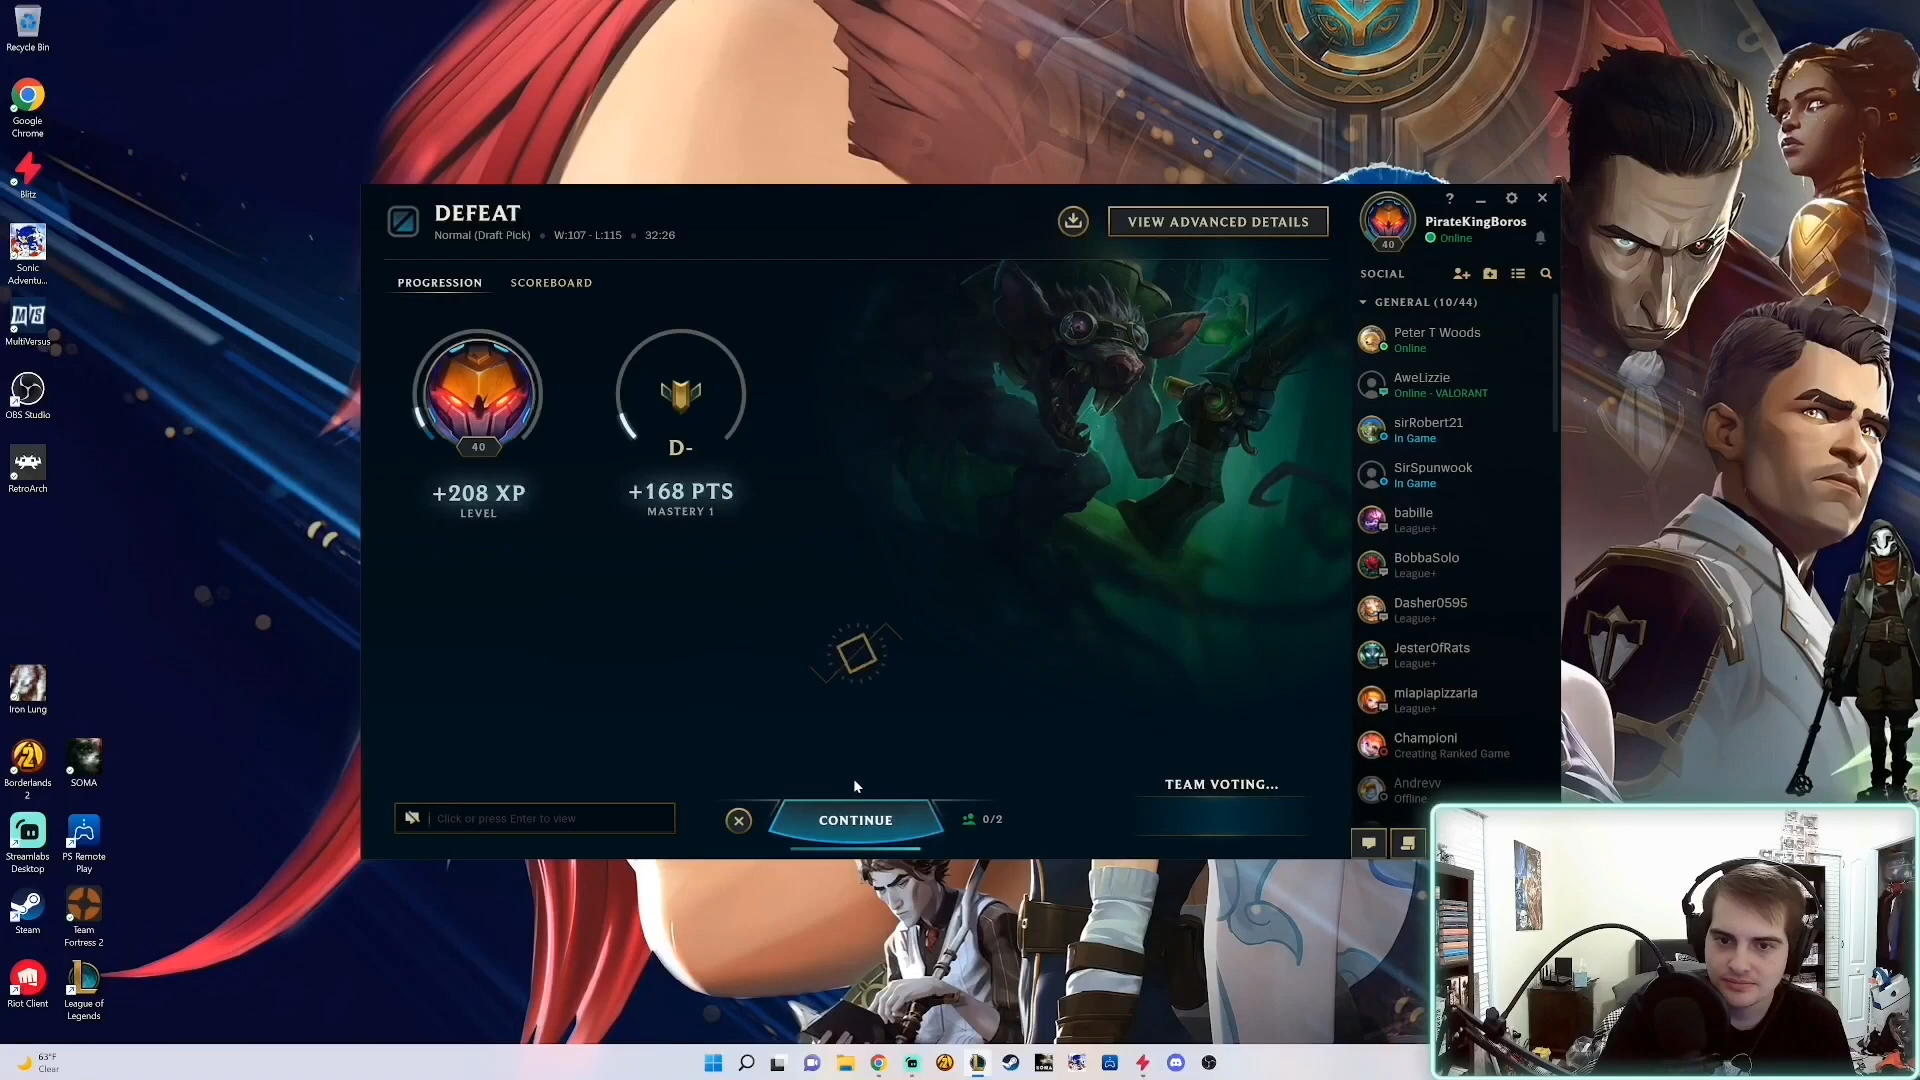 Recycle Bin
Google
Chrome
Blitz
Sonic
Adventu...
MultiVersus
OBS Studio
RetroArch
Iron Lung
Borderlands
2
SOMA
Streamlabs
Desktop
PS Remote
Play
Steam
Team
Fortress 2
Riot Client
League of
Legends
DEFEAT
Normal (Draft Pick) • W:107 - L:115 • 32:26
VIEW ADVANCED DETAILS
PROGRESSION SCOREBOARD
40
+208 XP
LEVEL
D-
+168 PTS
MASTERY 1
TEAM VOTING...
Click or press Enter to view
CONTINUE
0/2
40
PirateKingBoros
Online
SOCIAL
GENERAL (10/44)
Peter T Woods
Online
AweLizzie
Online - VALORANT
sirRobert21
In Game
SirSpunwook
In Game
babille
League+
BobbaSolo
League+
Dasher0595
League+
JesterOfRats
League+
miapiapizzaria
League+
Championi
Creating Ranked Game
Andrevv
Offline
63°F
Clear